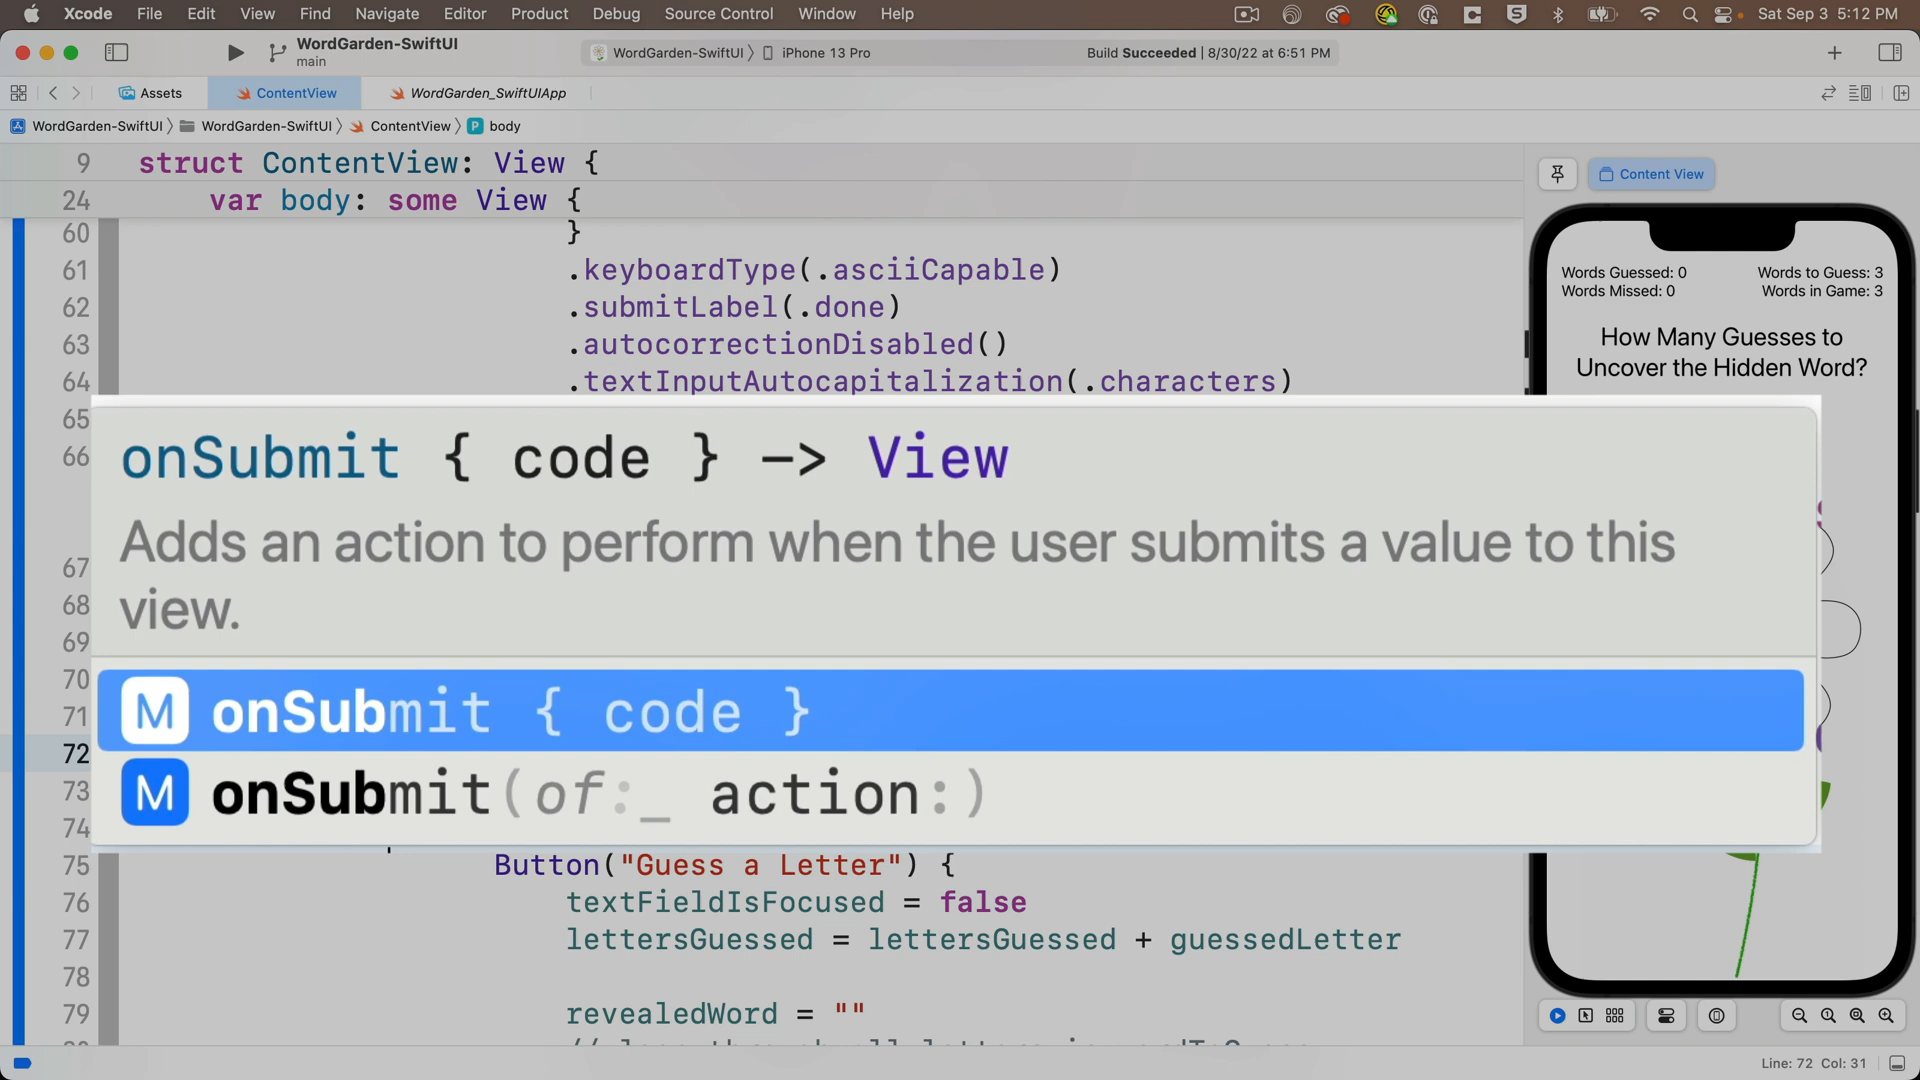 Xcode File Edit View Find Navigate Editor Product Debug Source Control Window Help Sat Sep 3 5:12 PM
WordGarden-SwiftUI
main
WordGarden-SwiftUI 〉 iPhone 13 Pro
Build Succeeded | 8/30/22 at 6:51 PM
Assets ContentView WordGarden_SwiftUIApp
WordGarden-SwiftUI 〉 WordGarden-SwiftUI 〉 ContentView 〉 P body
9 struct ContentView: View {
24 var body: some View {
60 }
61 .keyboardType(.asciiCapable)
62 .submitLabel(.done)
63 .autocorrectionDisabled()
64 .textInputAutocapitalization(.characters)
65
66
67
68
69
70
71
72
73
74
onSubmit { code } -> View
Adds an action to perform when the user submits a value to this
view.
M onSubmit { code }
M onSubmit(of:_ action:)
75 Button("Guess a Letter") {
76 textFieldIsFocused = false
77 lettersGuessed = lettersGuessed + guessedLetter
78
79 revealedWord = ""
Content View
Words Guessed: 0 Words to Guess: 3
Words Missed: 0 Words in Game: 3
How Many Guesses to
Uncover the Hidden Word?
Line: 72 Col: 31